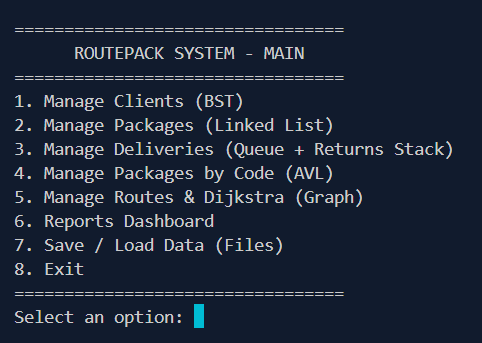 =================================
ROUTEPACK SYSTEM - MAIN
=================================
1. Manage Clients (BST)
2. Manage Packages (Linked List)
3. Manage Deliveries (Queue + Returns Stack)
4. Manage Packages by Code (AVL)
5. Manage Routes & Dijkstra (Graph)
6. Reports Dashboard
7. Save / Load Data (Files)
8. Exit
=================================
Select an option: